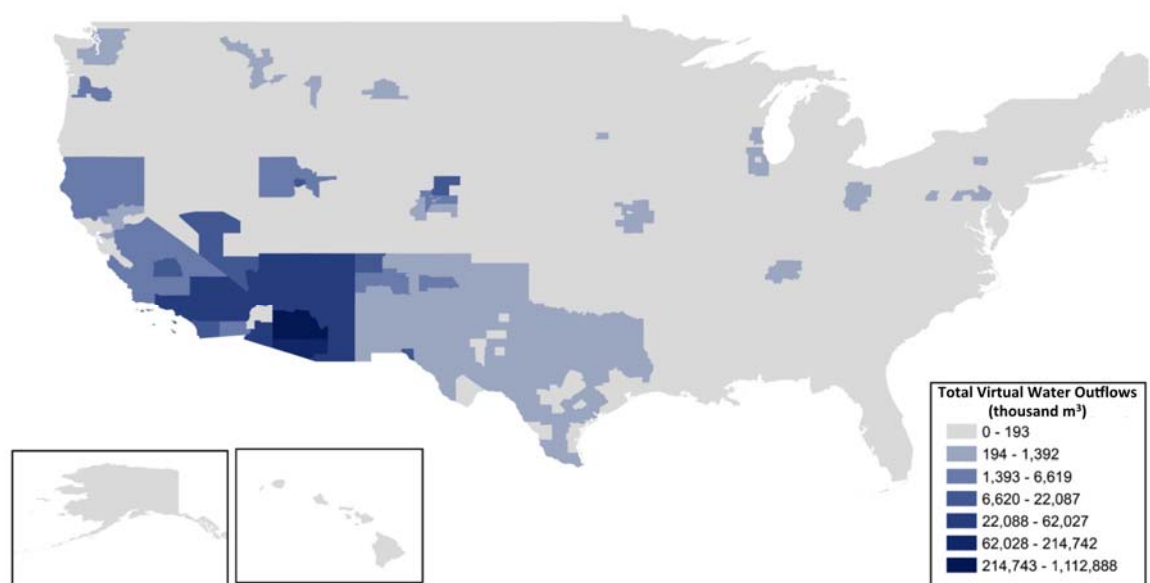 Total Virtual Water Outflows
(thousand m³)
0 - 193
194 - 1,392
1,393 - 6,619
6,620 - 22,087
22,088 - 62,027
62,028 - 214,742
214,743 - 1,112,888